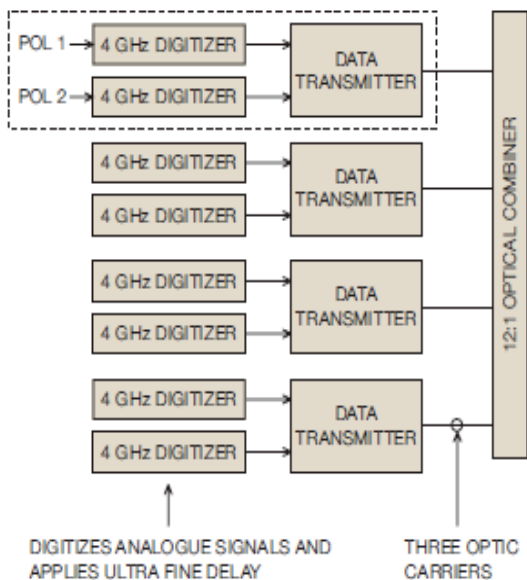 POL 1
4 GHz DIGITIZER
DATA
TRANSMITTER
POL 2
4 GHz DIGITIZER
4 GHz DIGITIZER
DATA
TRANSMITTER
4 GHz DIGITIZER
4 GHz DIGITIZER
DATA
TRANSMITTER
4 GHz DIGITIZER
4 GHz DIGITIZER
DATA
TRANSMITTER
4 GHz DIGITIZER
12:1 OPTICAL COMBINER
DIGITIZES ANALOGUE SIGNALS AND
APPLIES ULTRA FINE DELAY
THREE OPTIC
CARRIERS